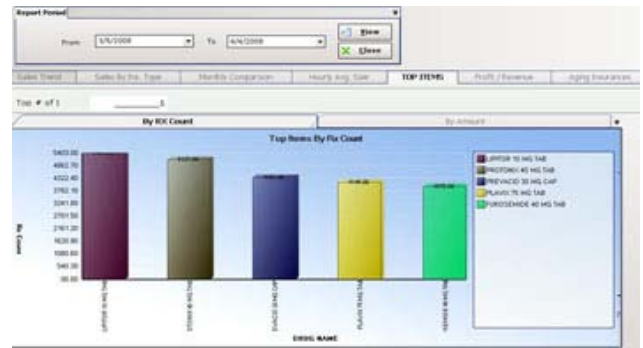 Report Period
From 3/5/2008 To 4/4/2008
View
Close
Sales Trend Sales By Ins. Type Monthly Comparison Hourly Avg. Sale TOP ITEMS Profit / Revenue Aging Insurances
Top # of I 5
By RX Count By Amount
Top Items By Rx Count
5403.00
4862.70
4322.40
3782.10
3241.80
2701.50
2161.20
1620.90
1080.60
540.30
00.00
Rx Count
LIPITOR 10 MG TAB
PROTONIX 40 MG TAB
PREVACID 30 MG CAP
PLAVIX 75 MG TAB
FUROSEMIDE 40 MG TAB
DRUG NAME